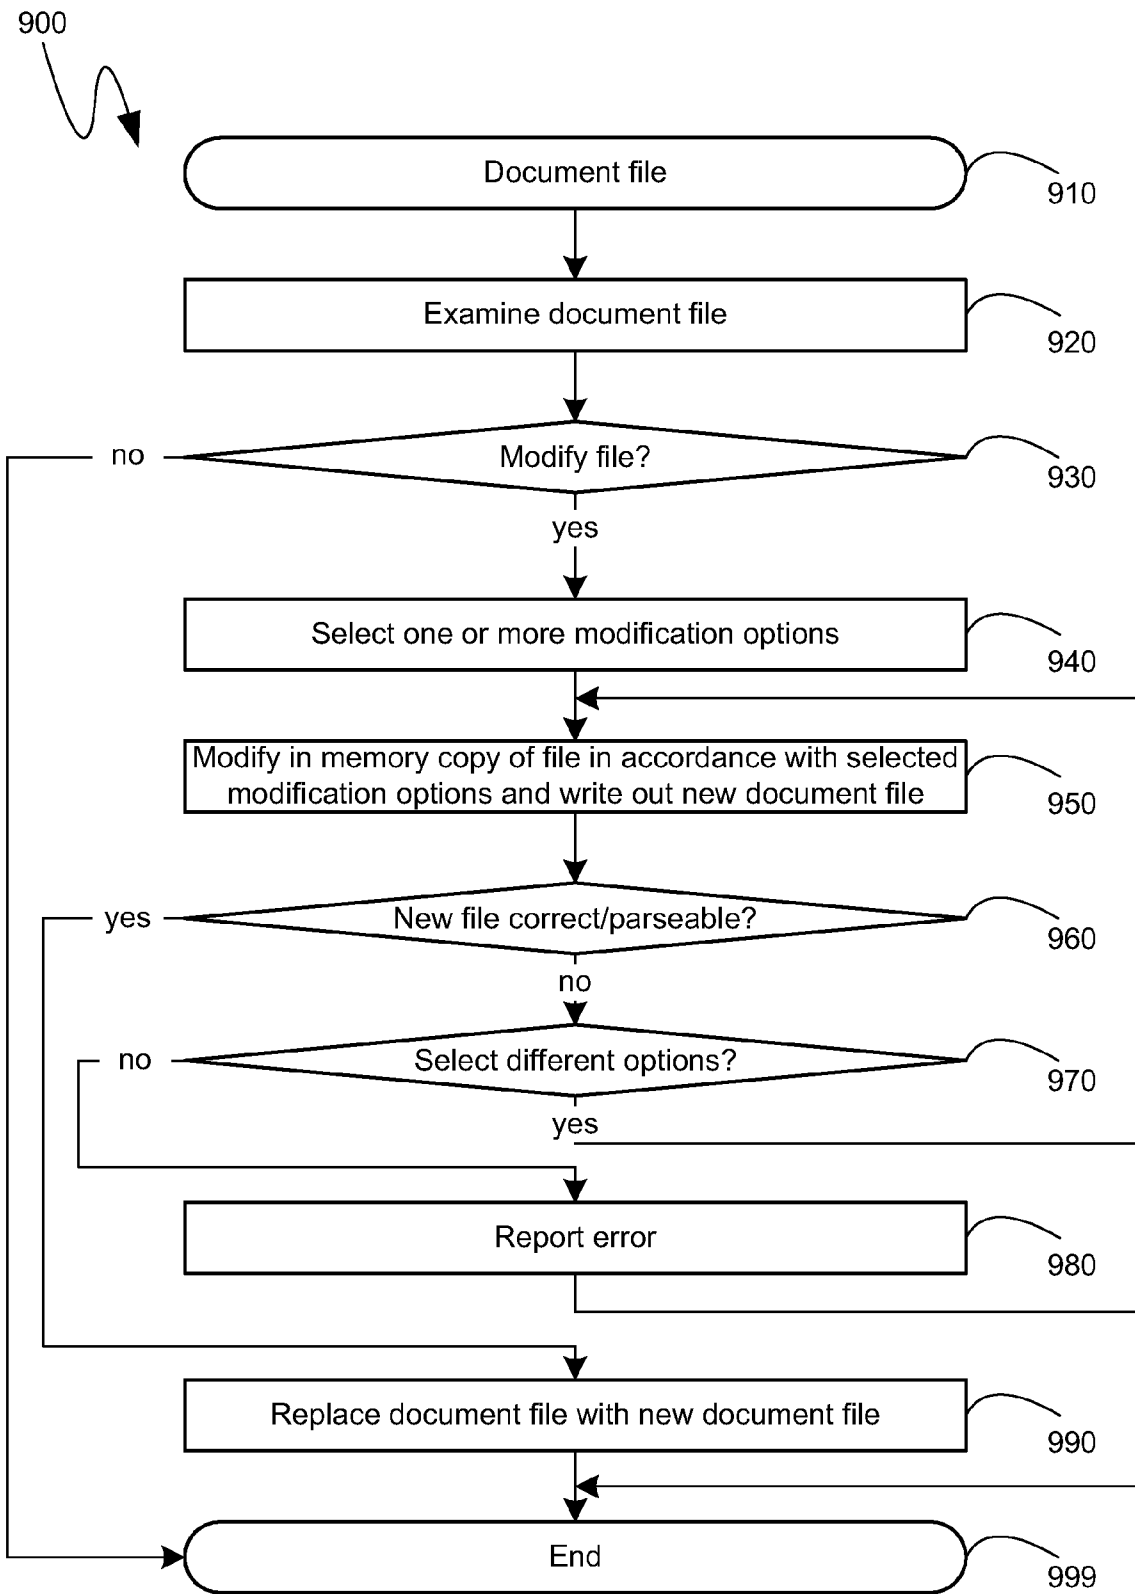 900
Document file
910
Examine document file
920
no
Modify file?
930
yes
Select one or more modification options
940
Modify in memory copy of file in accordance with selected
modification options and write out new document file
950
yes
New file correct/parseable?
960
no
no
Select different options?
970
yes
Report error
980
Replace document file with new document file
990
End
999